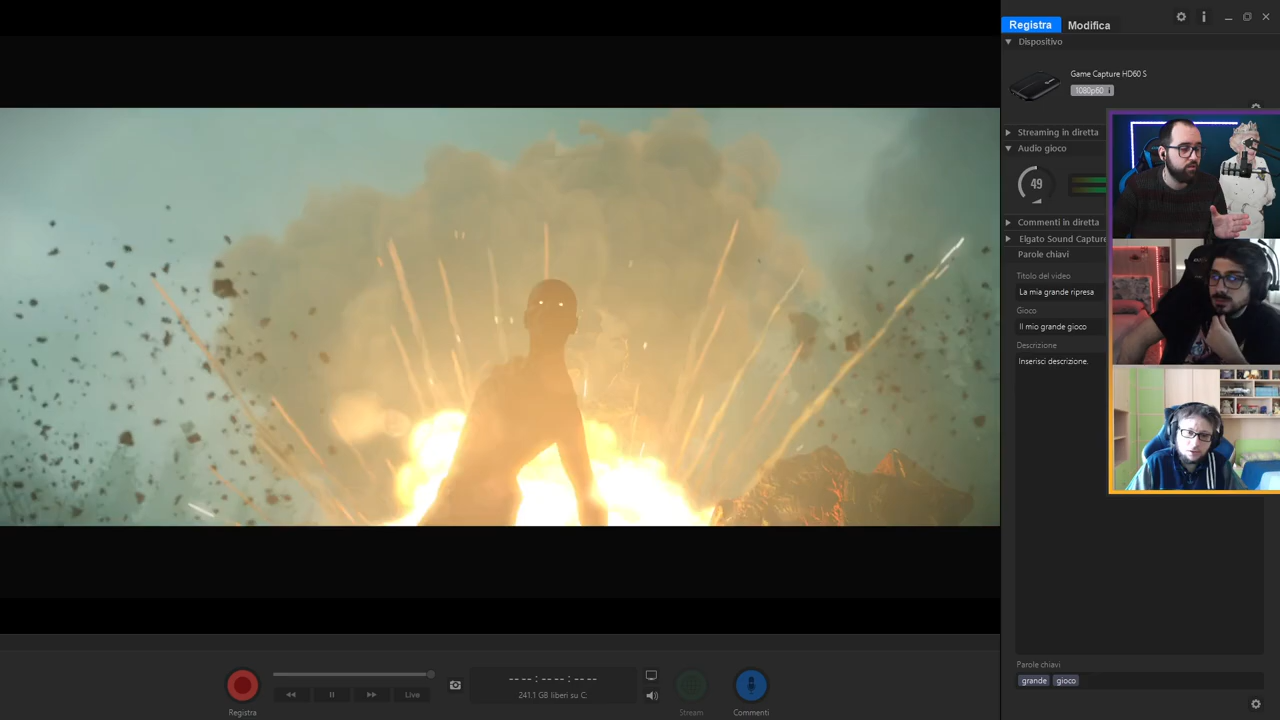 Registra
Modifica
Dispositivo
Game Capture HD60 S
1080p60
Streaming in diretta
Audio gioco
49
Commenti in diretta
Elgato Sound Capture
Parole chiavi
Titolo del video
La mia grande ripresa
Gioco
Il mio grande gioco
Descrizione
Inserisci descrizione.
Parole chiavi
grande gioco
Live
-- -- : -- -- : -- --
241.1 GB liberi su C:
Registra
Stream
Commenti